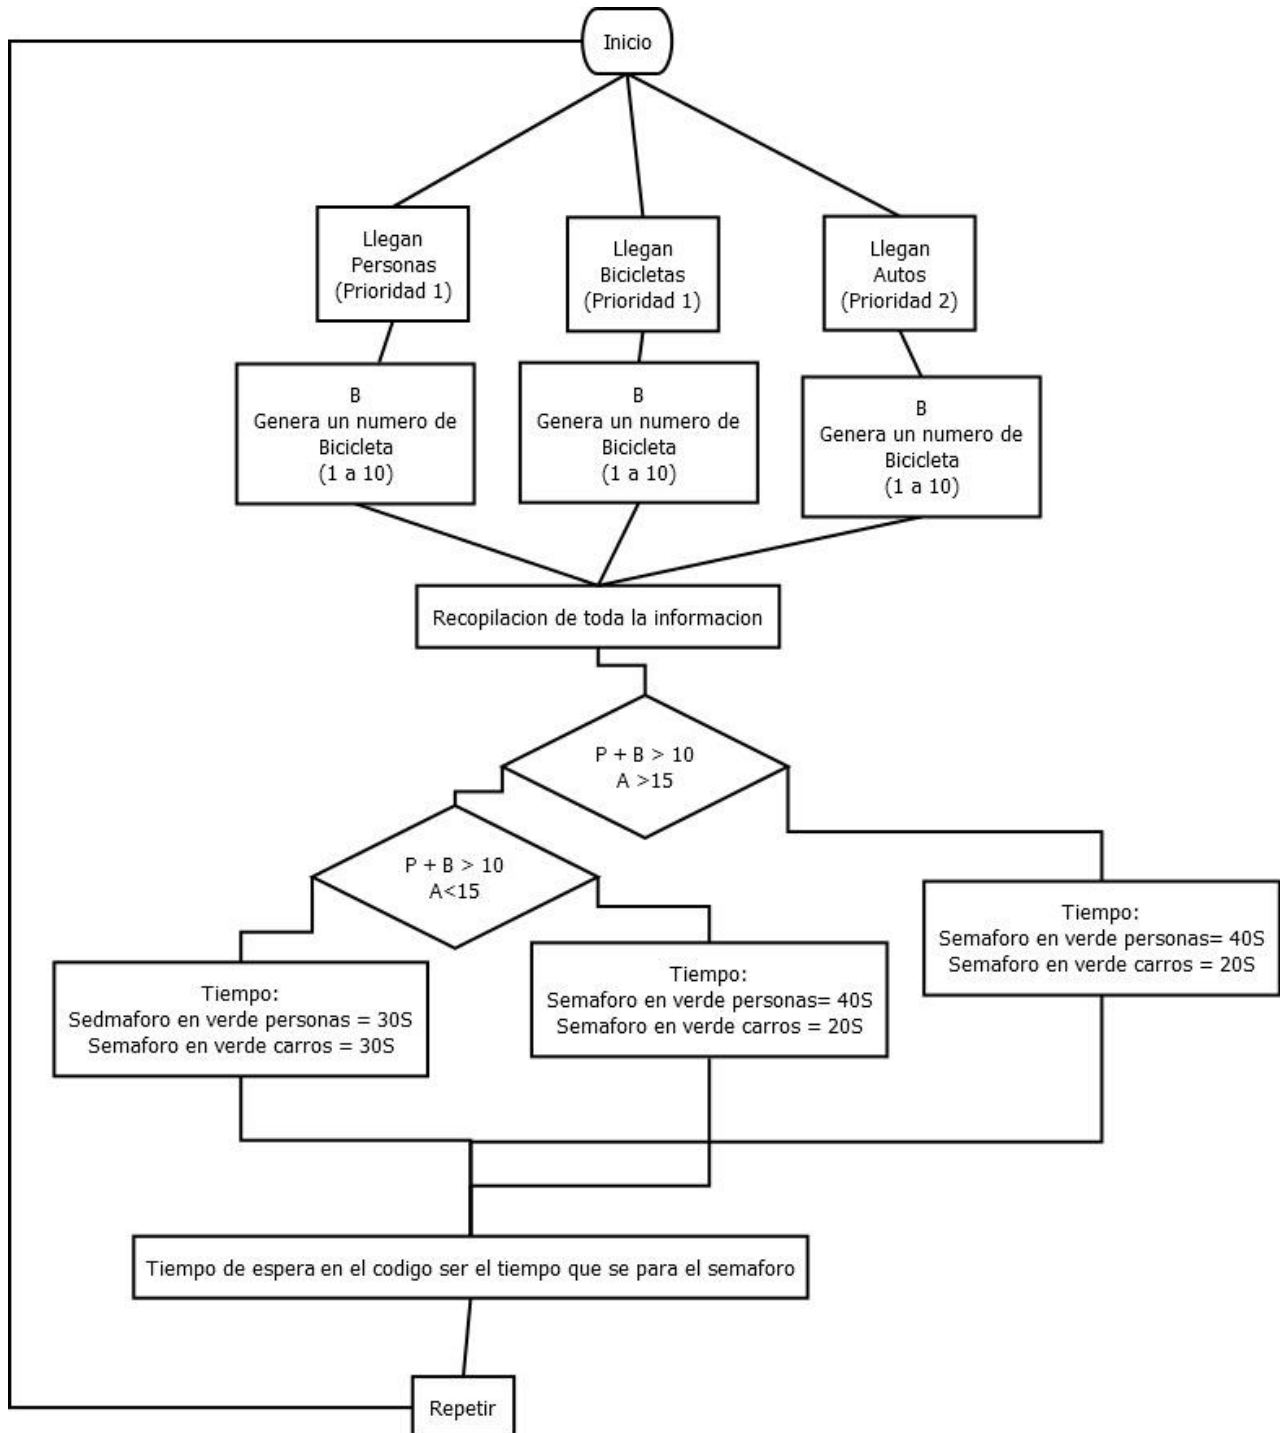 Inicio
Llegan
Personas
(Prioridad 1)
Llegan
Bicicletas
(Prioridad 1)
Llegan
Autos
(Prioridad 2)
B
Genera un numero de
Bicicleta
(1 a 10)
B
Genera un numero de
Bicicleta
(1 a 10)
B
Genera un numero de
Bicicleta
(1 a 10)
Recopilacion de toda la informacion
P + B > 10
A >15
P + B > 10
A<15
Tiempo:
Semaforo en verde personas= 40S
Semaforo en verde carros = 20S
Tiempo:
Sedmaforo en verde personas = 30S
Semaforo en verde carros = 30S
Tiempo:
Semaforo en verde personas= 40S
Semaforo en verde carros = 20S
Tiempo de espera en el codigo ser el tiempo que se para el semaforo
Repetir